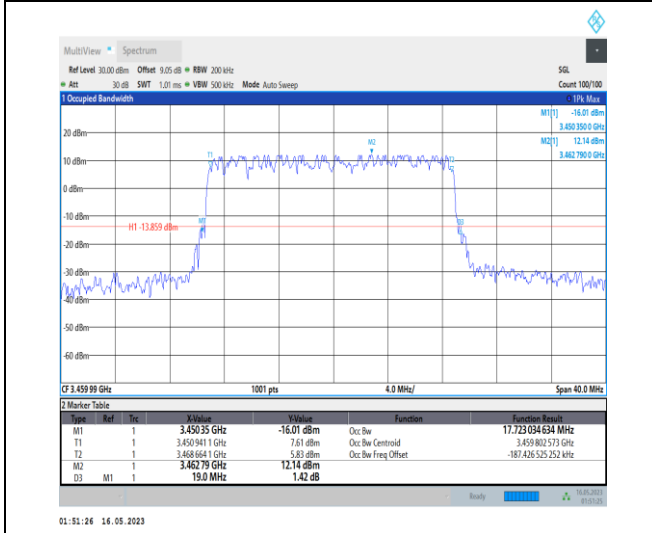 MultiView Spectrum
Ref Level 30.00 dBm Offset 9.05 dB RBW 200 kHz SGL
Att 30 dB SWT 1.01 ms VBW 500 kHz Mode Auto Sweep Count 100/100
1 Occupied Bandwidth 1Pk Max
M1[1] -16.01 dBm
3.450 350 0 GHz
M2[1] 12.14 dBm
3.462 790 0 GHz
20 dBm
M2
T1
T2
10 dBm
0 dBm
-10 dBm
M1
D3
H1 -13.859 dBm
-20 dBm
-30 dBm
-40 dBm
-50 dBm
-60 dBm
CF 3.459 99 GHz 1001 pts 4.0 MHz/ Span 40.0 MHz
2 Marker Table
Type Ref Trc X-Value Y-Value Function Function Result
M1 1 3.45035 GHz -16.01 dBm Occ Bw 17.723 034 634 MHz
T1 1 3.450 941 1 GHz 7.61 dBm Occ Bw Centroid 3.459 802 573 GHz
T2 1 3.468 664 1 GHz 5.83 dBm Occ Bw Freq Offset -187.426 525 252 kHz
M2 1 3.46279 GHz 12.14 dBm
D3 M1 1 19.0 MHz 1.42 dB
Ready 16.05.2023
01:51:25
01:51:26 16.05.2023